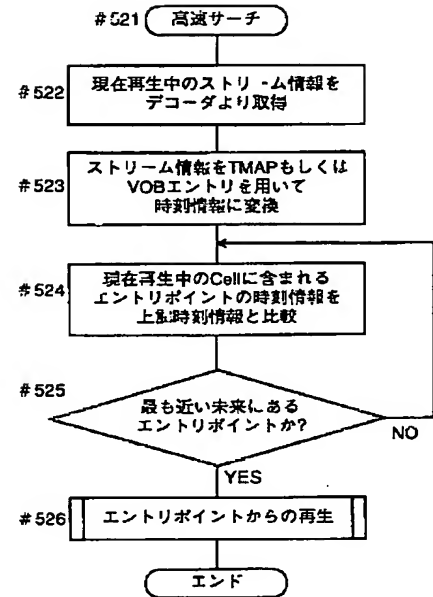 #521 高速サーチ
#522 現在再生中のストリーム情報を
デコーダより取得
#523 ストリーム情報をTMAPもしくは
VOBエントリを用いて
時刻情報に変換
#524 現在再生中のCellに含まれる
エントリポイントの時刻情報を
上記時刻情報と比較
#525 最も近い未来にある
エントリポイントか?
NO
YES
#526 エントリポイントからの再生
エンド